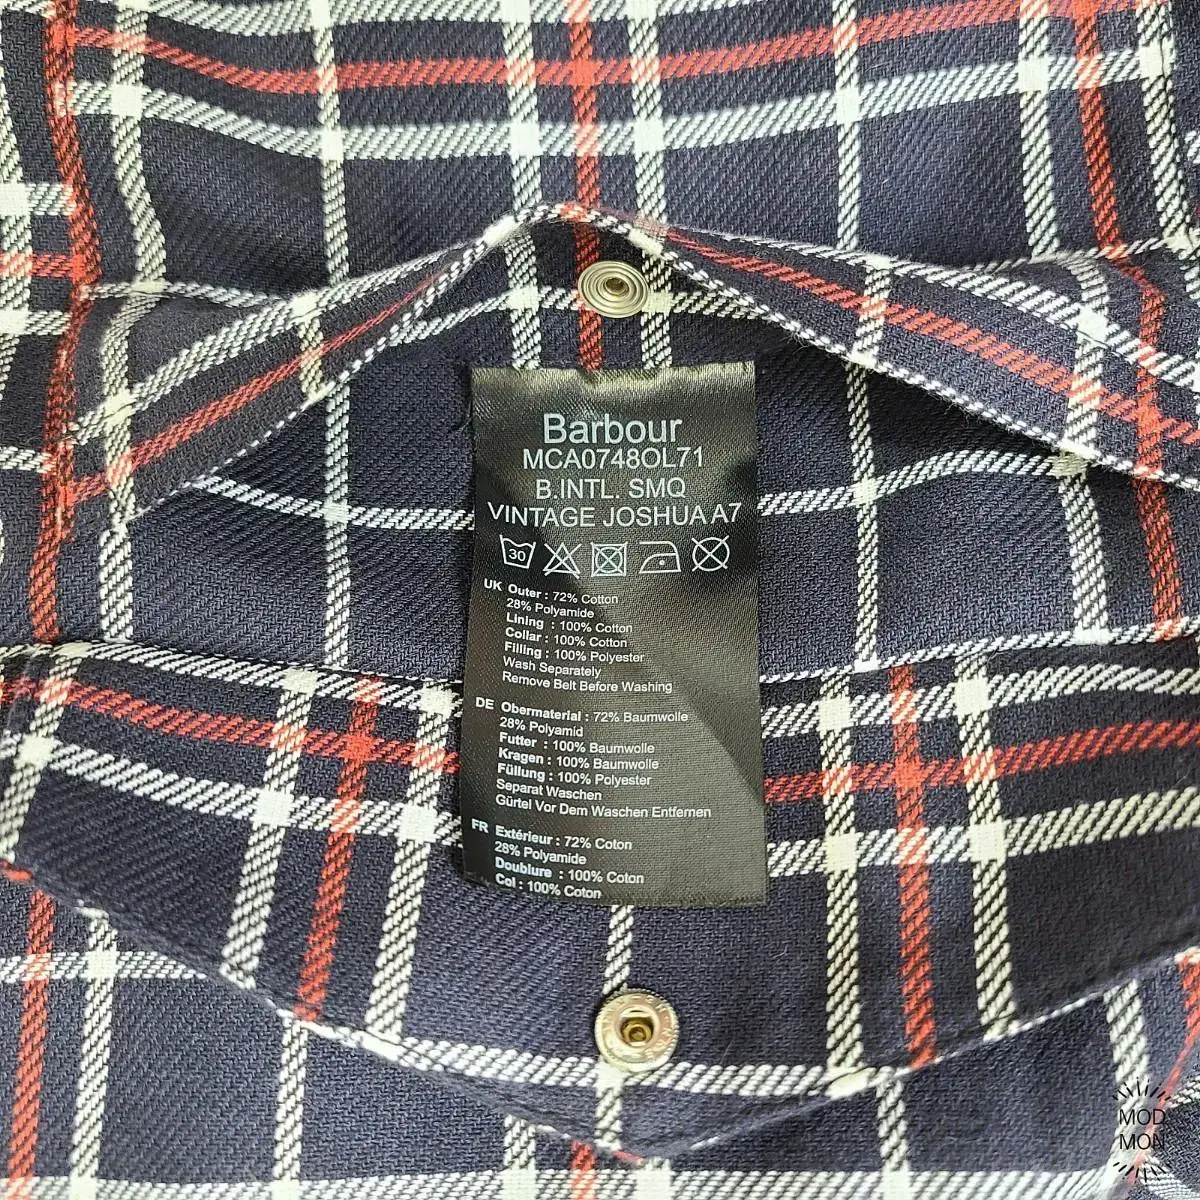 Barbour
MCA0748OL71
B.INTL. SMQ
VINTAGE JOSHUA A7
30
UK Outer : 72% Cotton
28% Polyamide
Lining : 100% Cotton
Collar : 100% Cotton
Filling : 100% Polyester
Wash Separately
Remove Belt Before Washing
DE Obermaterial : 72% Baumwolle
28% Polyamid
Futter : 100% Baumwolle
Kragen : 100% Baumwolle
Füllung : 100% Polyester
Separat Waschen
Gürtel Vor Dem Waschen Entfernen
FR Extérieur : 72% Coton
28% Polyamide
Doublure : 100% Coton
Col : 100% Coton
MOD
MON